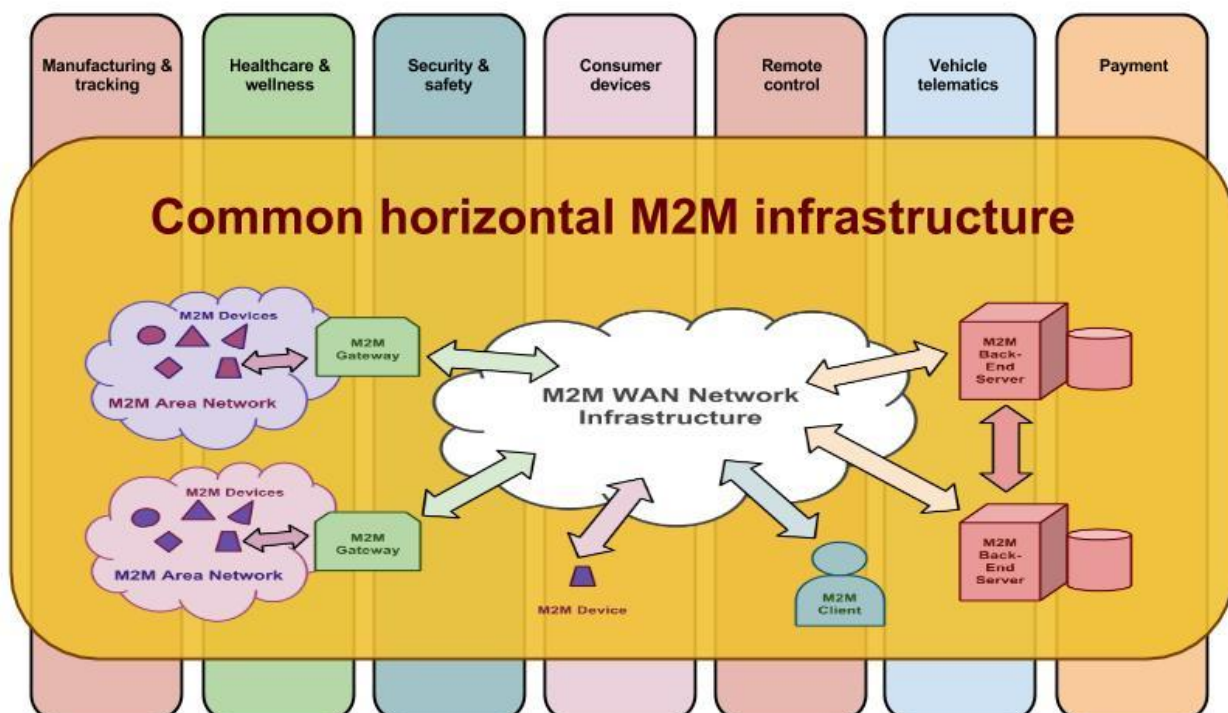 Manufacturing &
tracking
Healthcare &
wellness
Security &
safety
Consumer
devices
Remote
control
Vehicle
telematics
Payment
Common horizontal M2M infrastructure
M2M Devices
M2M Area Network
M2M
Gateway
M2M WAN Network
Infrastructure
M2M
Back-
End
Server
M2M Devices
M2M Area Network
M2M
Gateway
M2M Device
M2M
Client
M2M
Back-
End
Server